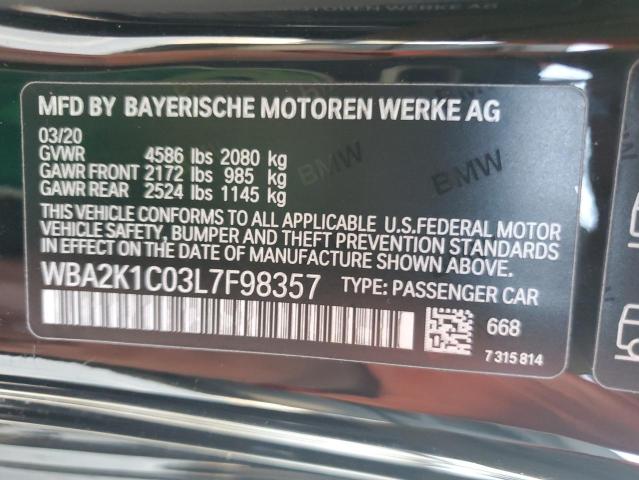 MFD BY BAYERISCHE MOTOREN WERKE AG
03/20
GVWR 4586 lbs 2080 kg
GAWR FRONT 2172 lbs 985 kg
GAWR REAR 2524 lbs 1145 kg
THIS VEHICLE CONFORMS TO ALL APPLICABLE U.S.FEDERAL MOTOR
VEHICLE SAFETY, BUMPER AND THEFT PREVENTION STANDARDS
IN EFFECT ON THE DATE OF MANUFACTURE SHOWN ABOVE.
WBA2K1C03L7F98357 TYPE: PASSENGER CAR
668
7 315 814
BMW
BMW